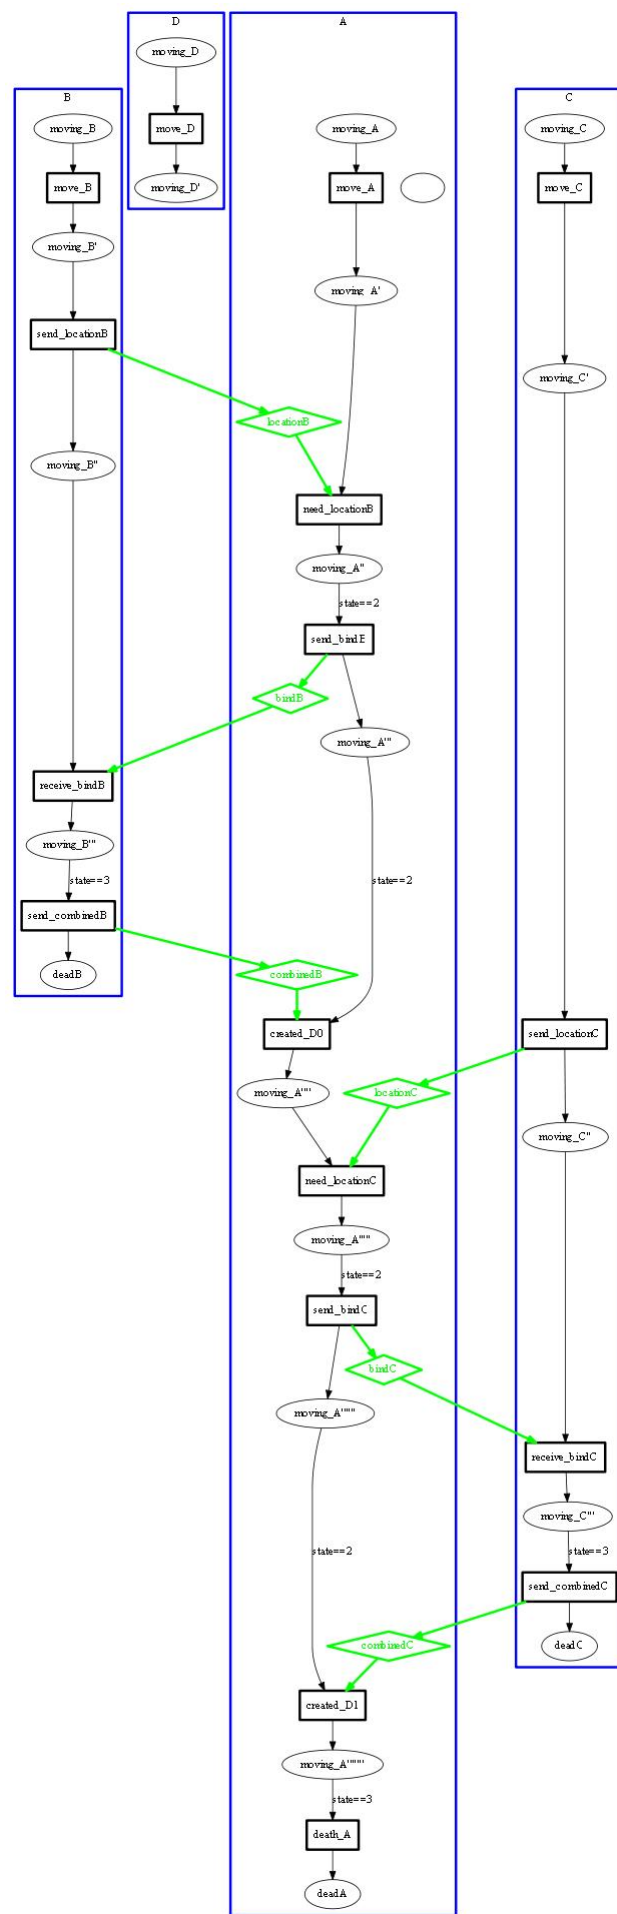 D
moving_D
move_D
moving_D'
B
moving_B
move_B
moving_B'
send_locationB
moving_B''
receive_bindB
moving_B'''
state==3
send_combinedB
deadB
A
moving_A
move_A
moving_A'
locationB
need_locationB
moving_A''
state==2
send_bindB
bindB
moving_A'''
state==2
combinedB
created_D0
moving_A''''
locationC
need_locationC
moving_A'''''
state==2
send_bindC
bindC
moving_A''''''
state==2
combinedC
created_D1
moving_A'''''''
state==3
death_A
deadA
C
moving_C
move_C
moving_C'
send_locationC
moving_C''
receive_bindC
moving_C'''
state==3
send_combinedC
deadC